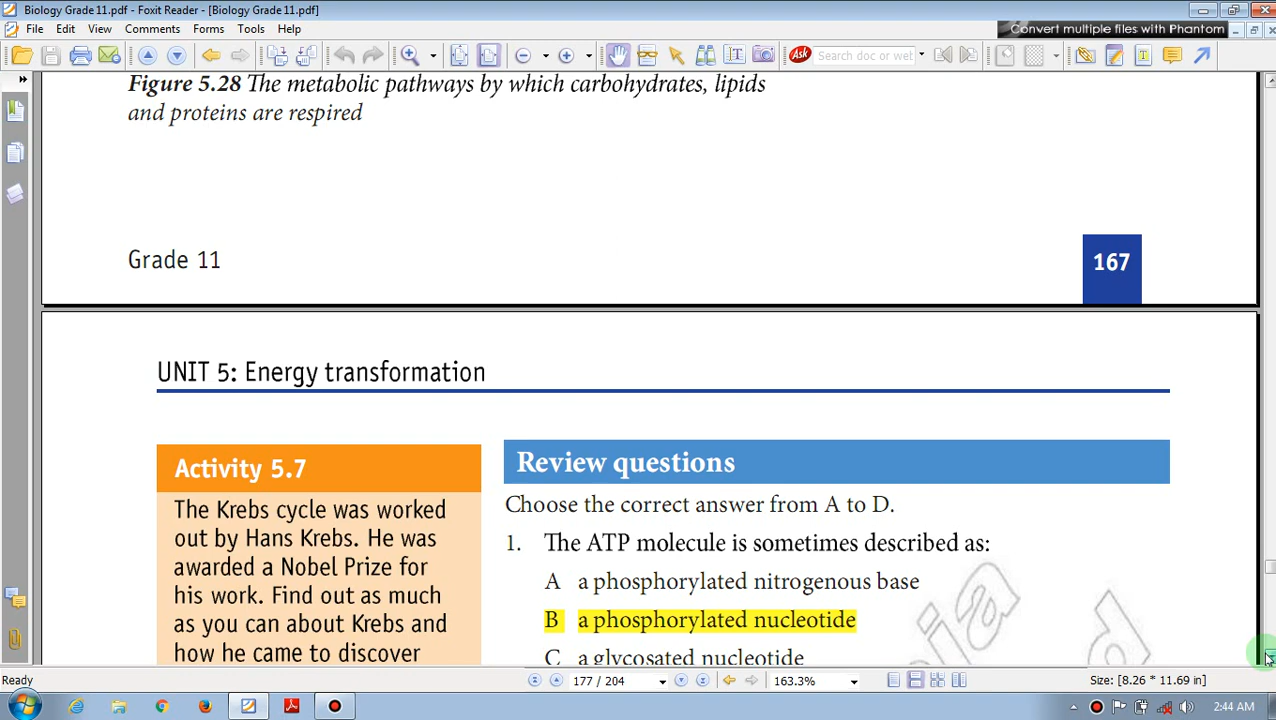 Biology Grade 11.pdf - Foxit Reader - [Biology Grade 11.pdf]
File Edit View Comments Forms Tools Help
Convert multiple files with Phantom
Ask Search doc or wet
Figure 5.28 The metabolic pathways by which carbohydrates, lipids
and proteins are respired
Grade 11
167
UNIT 5: Energy transformation
Activity 5.7
The Krebs cycle was worked
out by Hans Krebs. He was
awarded a Nobel Prize for
his work. Find out as much
as you can about Krebs and
how he came to discover
Review questions
Choose the correct answer from A to D.
1. The ATP molecule is sometimes described as:
A a phosphorylated nitrogenous base
B a phosphorylated nucleotide
C a glycosated nucleotide
Ready
177 / 204
163.3%
Size: [8.26 * 11.69 in]
2:44 AM